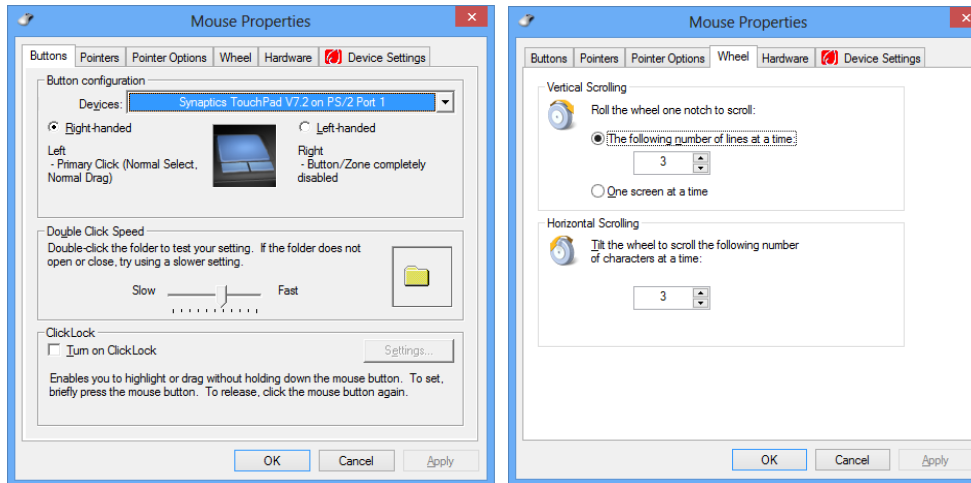 Mouse Properties
Buttons Pointers Pointer Options Wheel Hardware Device Settings
Button configuration
Devices: Synaptics TouchPad V7.2 on PS/2 Port 1
Right-handed Left-handed
Left
- Primary Click (Normal Select,
Normal Drag)
Right
- Button/Zone completely
disabled
Double Click Speed
Double-click the folder to test your setting. If the folder does not
open or close, try using a slower setting.
Slow Fast
ClickLock
Turn on ClickLock Settings...
Enables you to highlight or drag without holding down the mouse button. To set,
briefly press the mouse button. To release, click the mouse button again.
OK Cancel Apply
Mouse Properties
Buttons Pointers Pointer Options Wheel Hardware Device Settings
Vertical Scrolling
Roll the wheel one notch to scroll:
The following number of lines at a time:
3
One screen at a time
Horizontal Scrolling
Tilt the wheel to scroll the following number
of characters at a time:
3
OK Cancel Apply